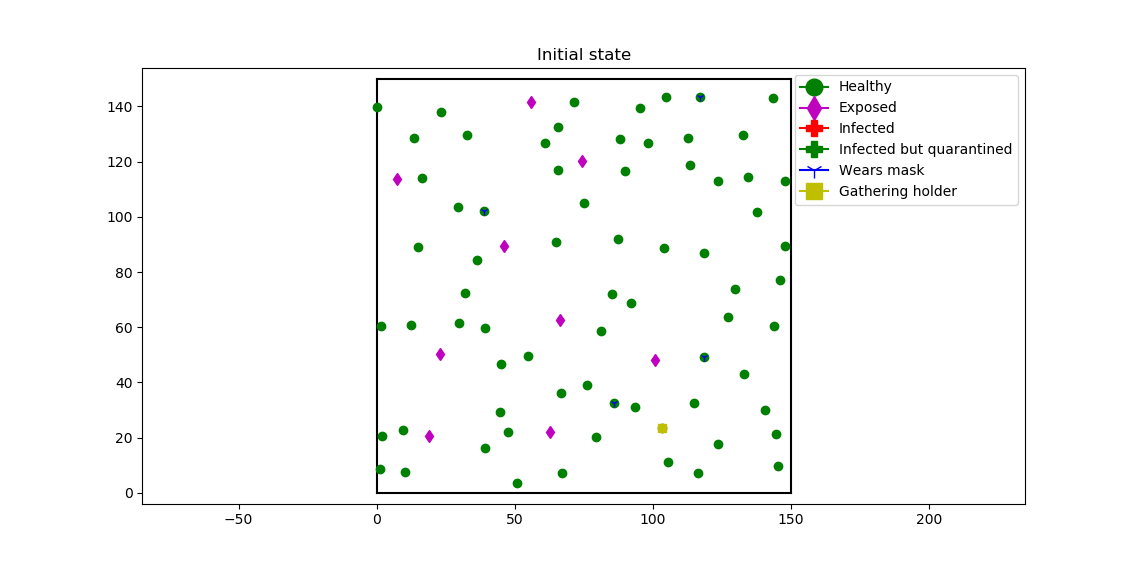 Initial state
Healthy
Exposed
Infected
Infected but quarantined
Wears mask
Gathering holder
140
120
100
80
60
40
20
0
−50
0
50
100
150
200